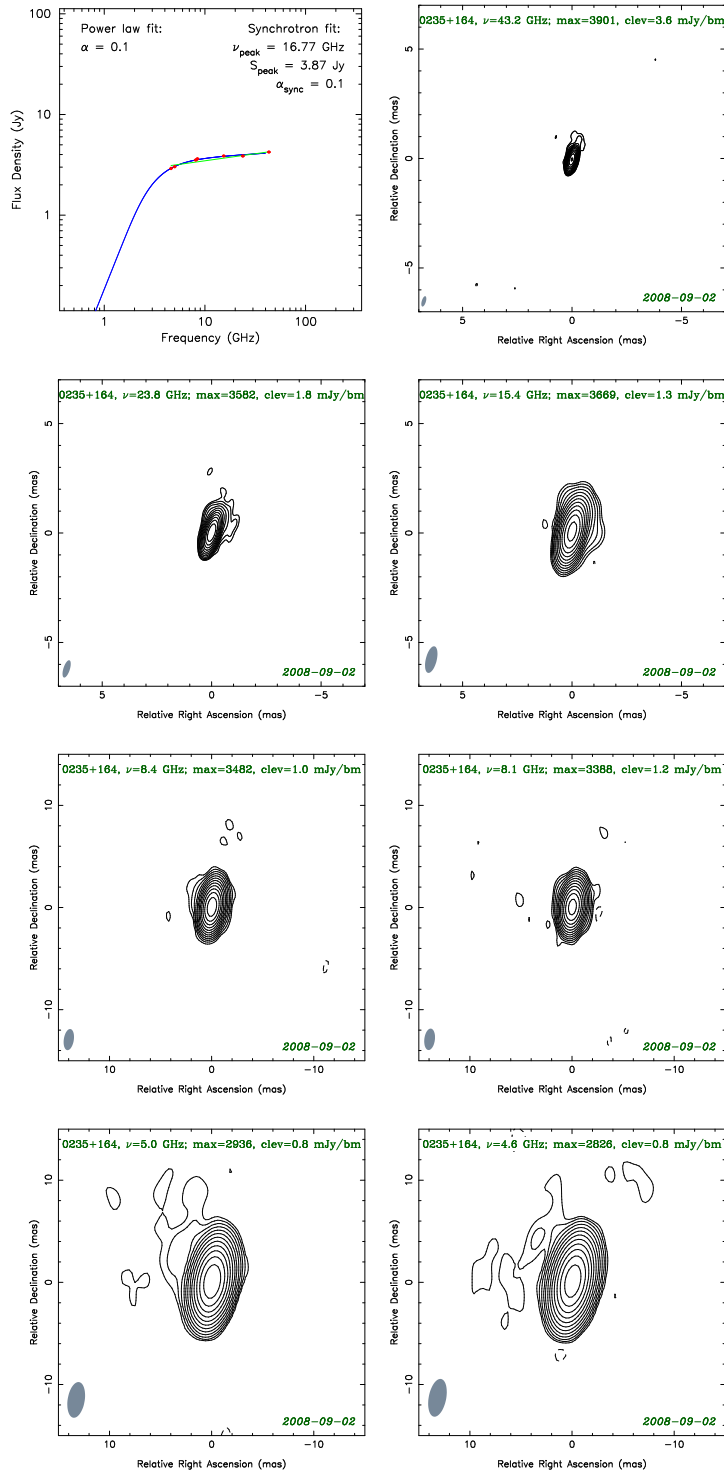 Power law fit: Synchrotron fit:
α = 0.1 ν_peak = 16.77 GHz
S_peak = 3.87 Jy
α_sync = 0.1
100
10
1
Flux Density (Jy)
1 10 100
Frequency (GHz)
0235+164, ν=43.2 GHz; max=3901, clev=3.6 mJy/bm
5
0
-5
Relative Declination (mas)
2008-09-02
5 0 -5
Relative Right Ascension (mas)
0235+164, ν=23.8 GHz; max=3582, clev=1.8 mJy/bm
5
0
-5
Relative Declination (mas)
2008-09-02
5 0 -5
Relative Right Ascension (mas)
0235+164, ν=15.4 GHz; max=3669, clev=1.3 mJy/bm
5
0
-5
Relative Declination (mas)
2008-09-02
5 0 -5
Relative Right Ascension (mas)
0235+164, ν=8.4 GHz; max=3482, clev=1.0 mJy/bm
10
0
-10
Relative Declination (mas)
2008-09-02
10 0 -10
Relative Right Ascension (mas)
0235+164, ν=8.1 GHz; max=3388, clev=1.2 mJy/bm
10
0
-10
Relative Declination (mas)
2008-09-02
10 0 -10
Relative Right Ascension (mas)
0235+164, ν=5.0 GHz; max=2936, clev=0.8 mJy/bm
10
0
-10
Relative Declination (mas)
2008-09-02
10 0 -10
Relative Right Ascension (mas)
0235+164, ν=4.6 GHz; max=2826, clev=0.8 mJy/bm
10
0
-10
Relative Declination (mas)
2008-09-02
10 0 -10
Relative Right Ascension (mas)